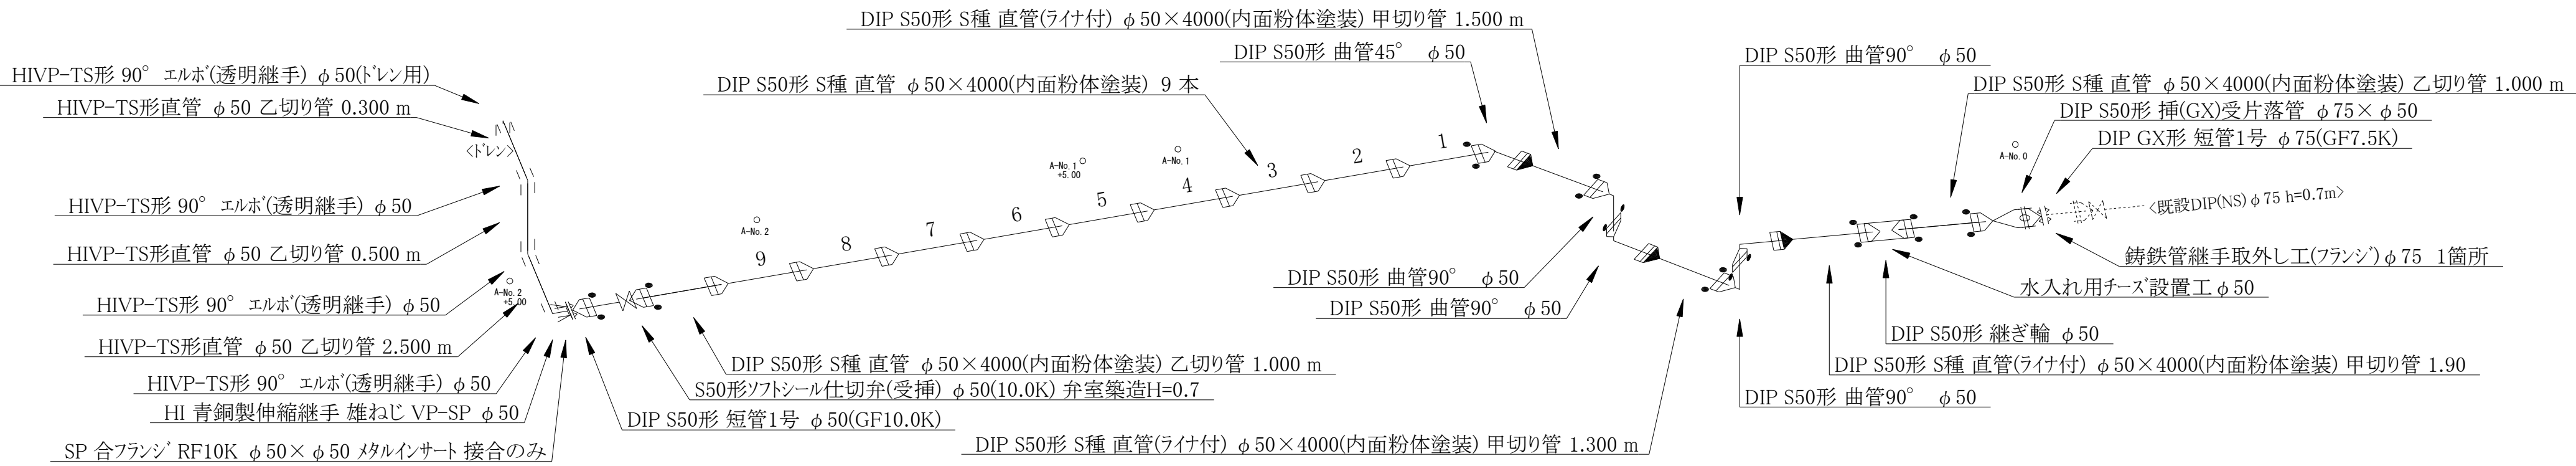 DIP S50形 S種 直管(ライナ付) φ50×4000(内面粉体塗装) 甲切り管 1.500 m
DIP S50形 曲管45° φ50
DIP S50形 曲管90° φ50
HIVP-TS形 90° エルボ(透明継手) φ50(ドレン用)
DIP S50形 S種 直管 φ50×4000(内面粉体塗装) 9 本
DIP S50形 S種 直管 φ50×4000(内面粉体塗装) 乙切り管 1.000 m
HIVP-TS形直管 φ50 乙切り管 0.300 m
DIP S50形 挿(GX)受片落管 φ75×φ50
DIP GX形 短管1号 φ75(GF7.5K)
<ドレン>
1
2
3
4
5
6
7
8
9
A-No.1
+5.00
A-No.1
A-No.0
HIVP-TS形 90° エルボ(透明継手) φ50
<既設DIP(NS)φ75 h=0.7m>
A-No.2
HIVP-TS形直管 φ50 乙切り管 0.500 m
鋳鉄管継手取外し工(フランジ)φ75 1箇所
DIP S50形 曲管90° φ50
水入れ用チーズ設置工φ50
A-No.2
+5.00
HIVP-TS形 90° エルボ(透明継手) φ50
DIP S50形 曲管90° φ50
DIP S50形 継ぎ輪 φ50
HIVP-TS形直管 φ50 乙切り管 2.500 m
DIP S50形 S種 直管 φ50×4000(内面粉体塗装) 乙切り管 1.000 m
DIP S50形 S種 直管(ライナ付) φ50×4000(内面粉体塗装) 甲切り管 1.90
HIVP-TS形 90° エルボ(透明継手) φ50
S50形ソフトシール仕切弁(受挿) φ50(10.0K) 弁室築造H=0.7
DIP S50形 曲管90° φ50
HI 青銅製伸縮継手 雄ねじ VP-SP φ50
DIP S50形 短管1号 φ50(GF10.0K)
DIP S50形 S種 直管(ライナ付) φ50×4000(内面粉体塗装) 甲切り管 1.300 m
SP 合フランジ RF10K φ50×φ50 メタルインサート 接合のみ